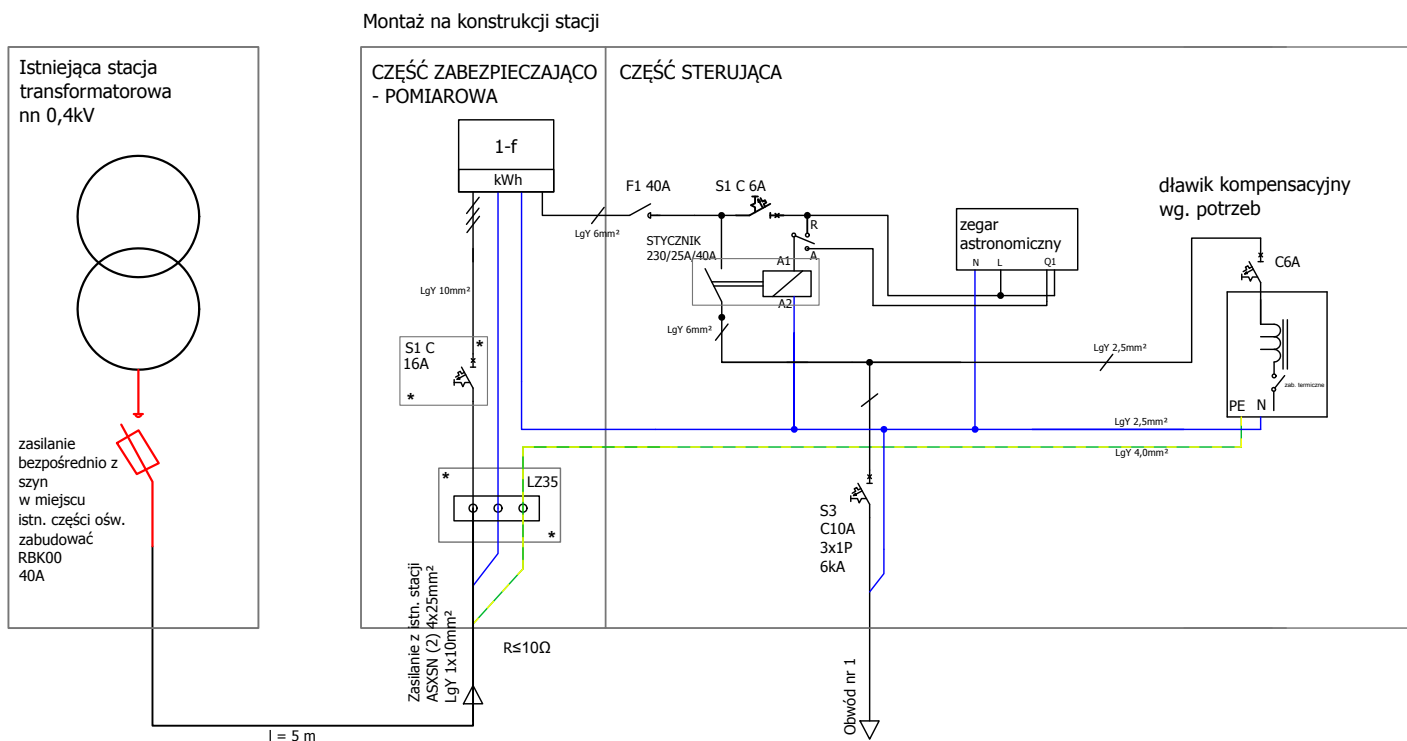 Montaż na konstrukcji stacji
Istniejąca stacja
transformatorowa
nn 0,4kV
zasilanie
bezpośrednio z
szyn
w miejscu
istn. części ośw.
zabudować
RBK00
40A
l = 5 m
CZĘŚĆ ZABEZPIECZAJĄCO
- POMIAROWA
1-f
kWh
LgY 10mm²
S1 C
16A
*
*
*
LZ35
*
Zasilanie z istn. stacji
ASXSN (2) 4x25mm²
LgY 1x10mm²
R≤10Ω
CZĘŚĆ STERUJĄCA
F1 40A
S1 C 6A
LgY 6mm²
STYCZNIK
230/25A/40A
R
A
A1
A2
LgY 6mm²
zegar
astronomiczny
N L Q1
dławik kompensacyjny
wg. potrzeb
C6A
zab. termiczne
PE N
LgY 2,5mm²
LgY 2,5mm²
LgY 4,0mm²
S3
C10A
3x1P
6kA
Obwód nr 1